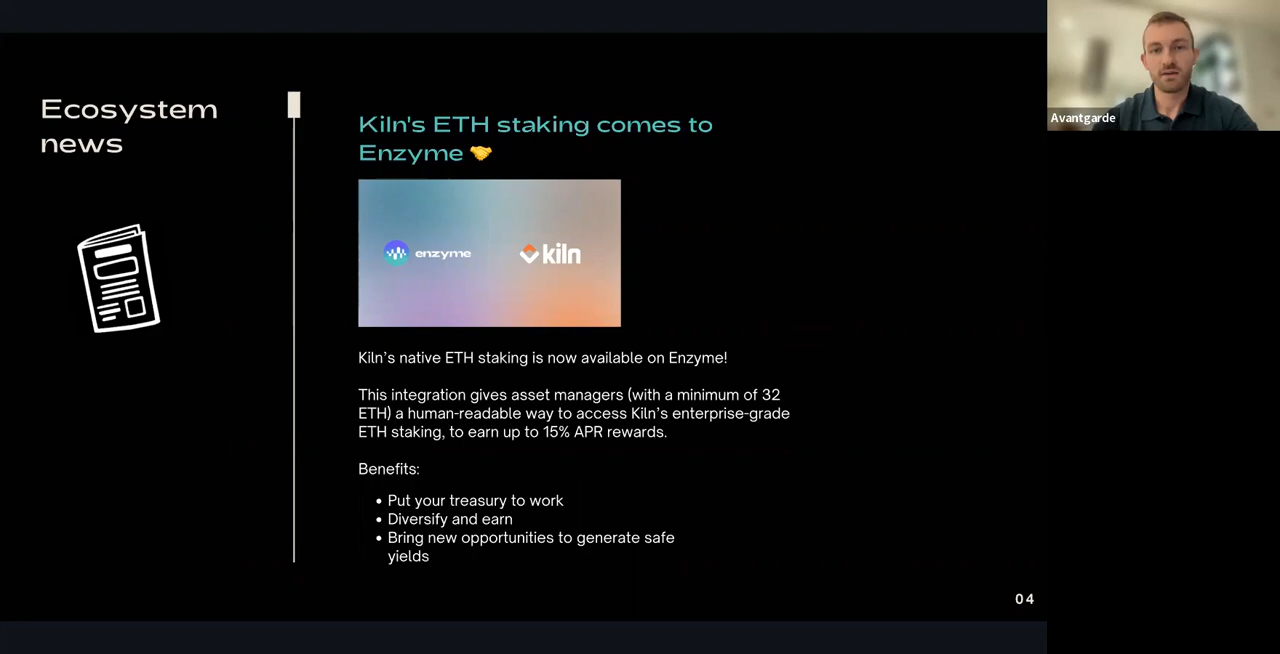 Ecosystem
news
Kiln's ETH staking comes to
Enzyme 🤝
enzyme
kiln
Kiln’s native ETH staking is now available on Enzyme!
This integration gives asset managers (with a minimum of 32
ETH) a human-readable way to access Kiln’s enterprise-grade
ETH staking, to earn up to 15% APR rewards.
Benefits:
• Put your treasury to work
• Diversify and earn
• Bring new opportunities to generate safe
yields
04
Avantgarde